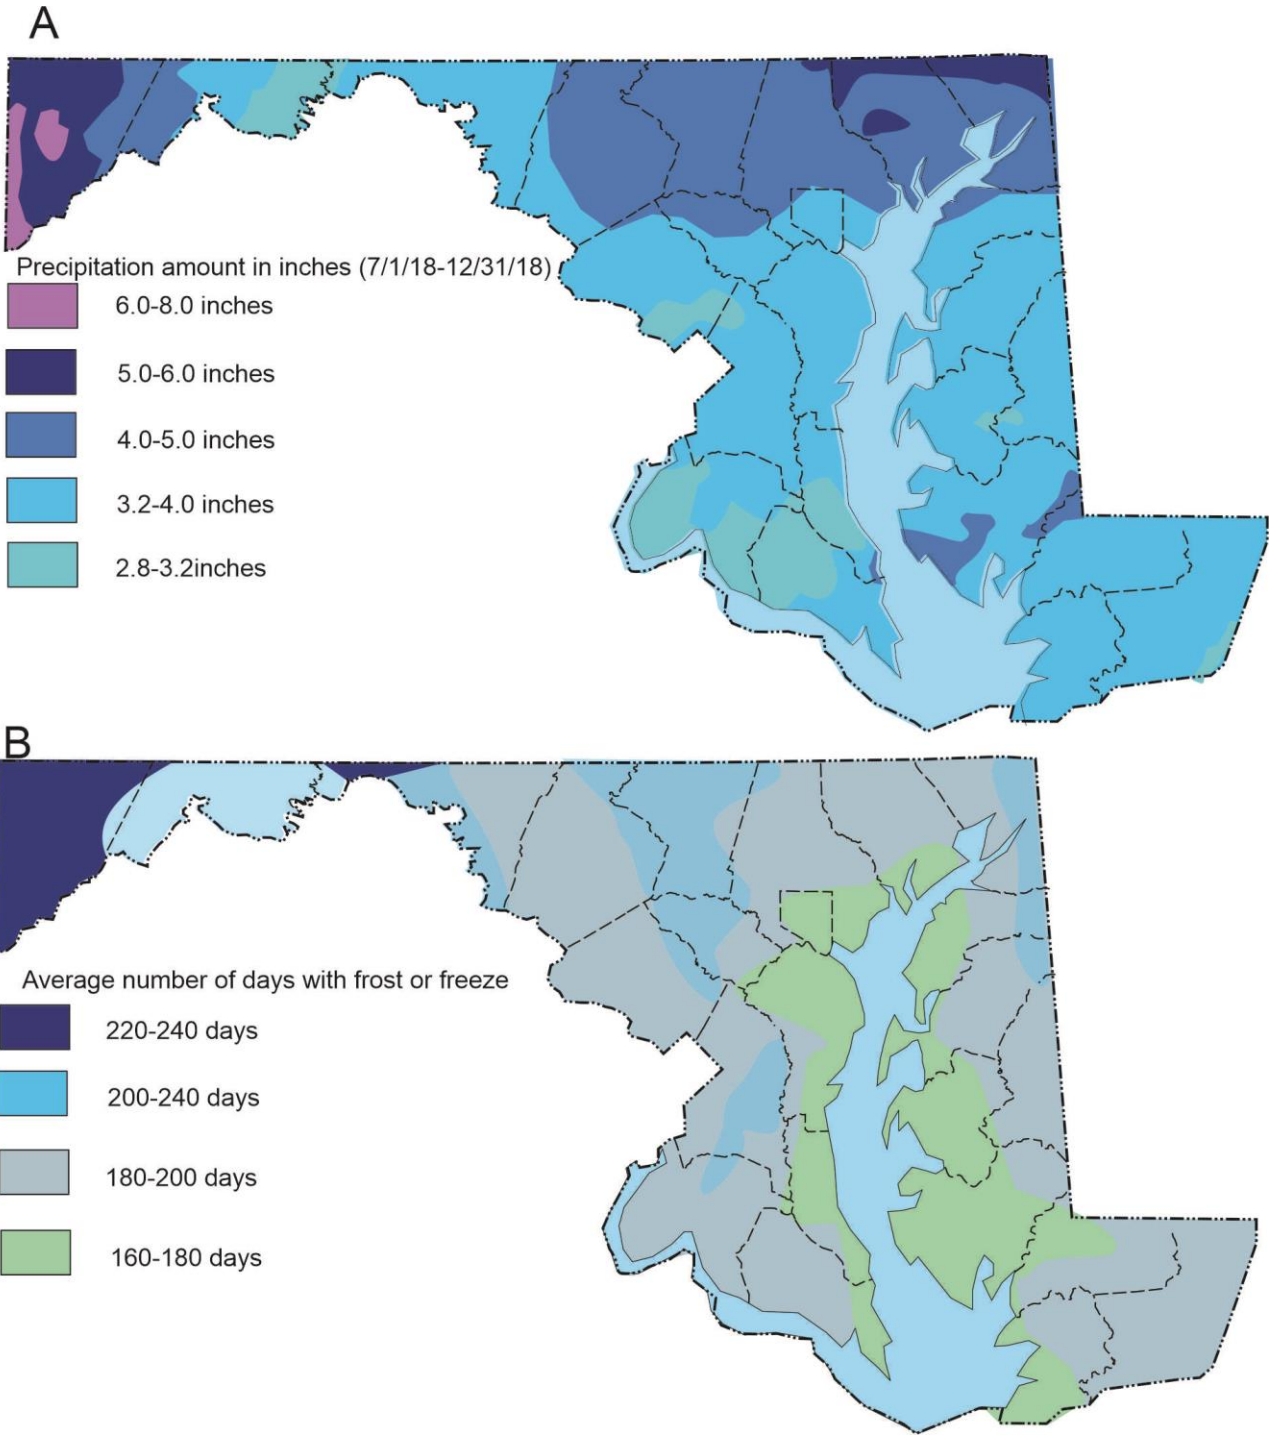 A
Precipitation amount in inches (7/1/18-12/31/18)
6.0-8.0 inches
5.0-6.0 inches
4.0-5.0 inches
3.2-4.0 inches
2.8-3.2inches
B
Average number of days with frost or freeze
220-240 days
200-240 days
180-200 days
160-180 days